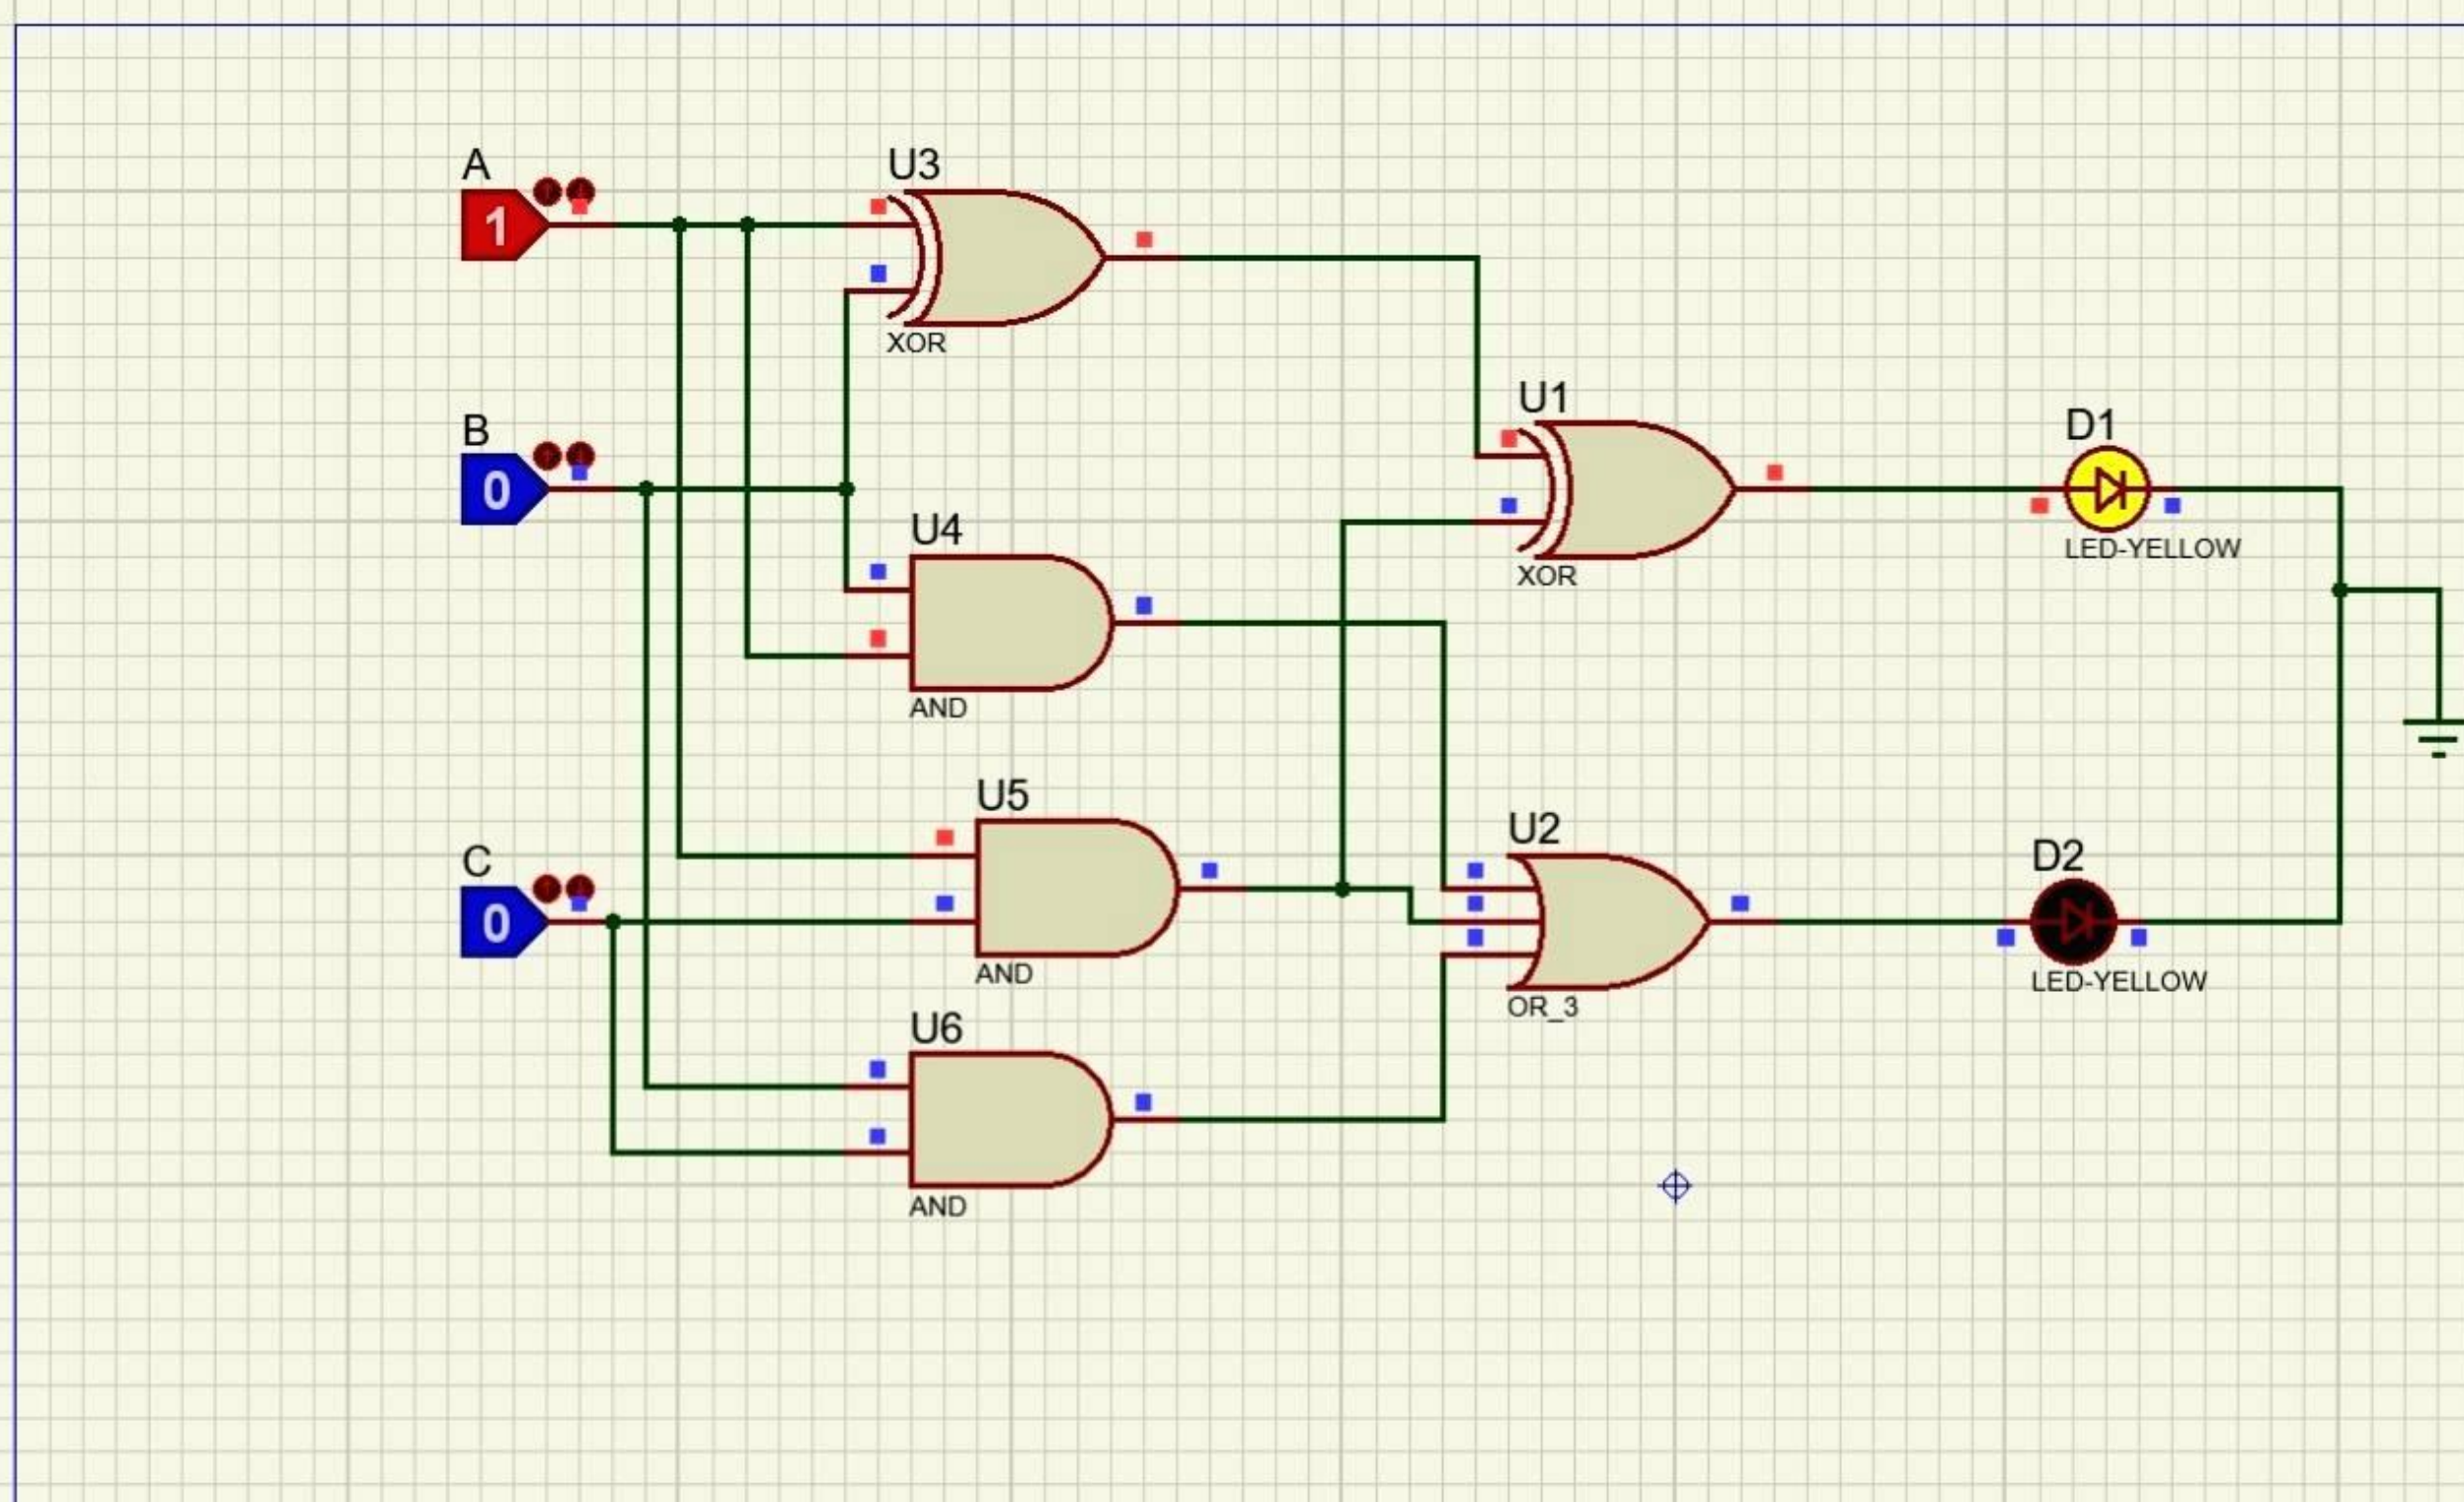 A
1
U3
XOR
B
0
U4
AND
U1
XOR
D1
LED-YELLOW
C
0
U5
AND
U2
OR_3
D2
LED-YELLOW
U6
AND